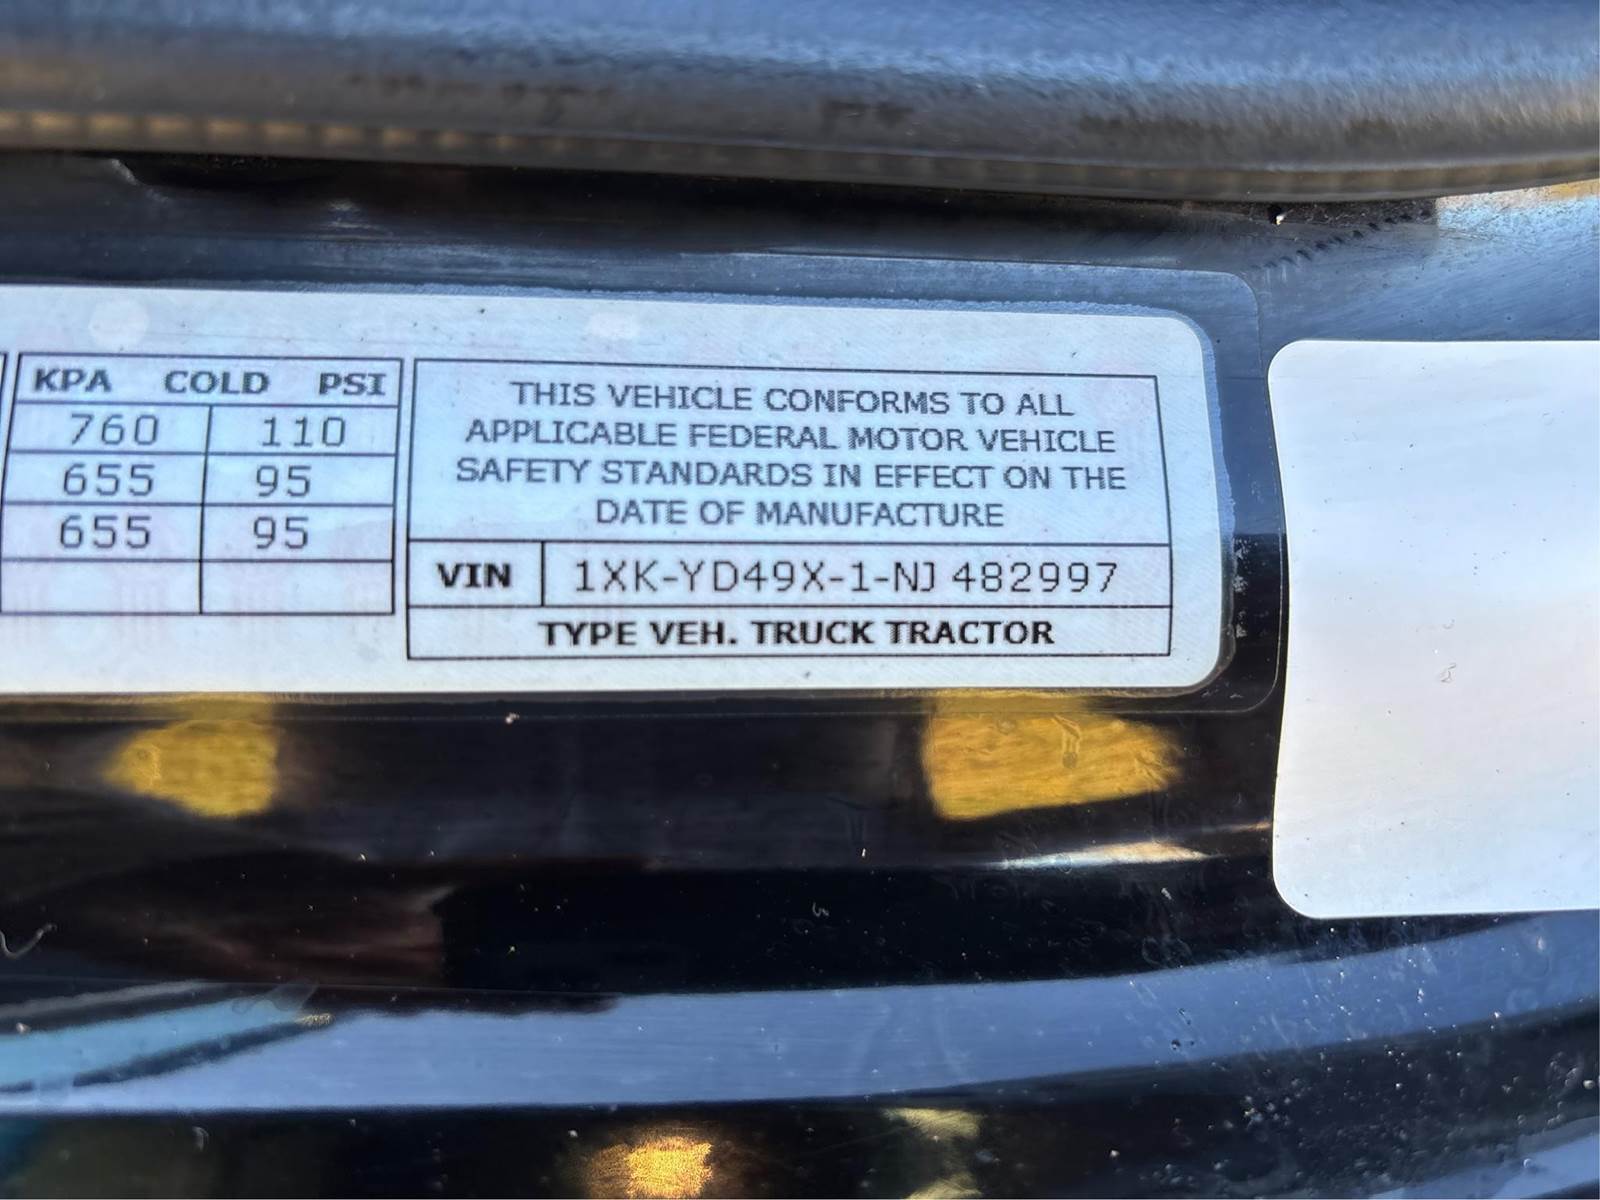 KPA COLD PSI
760 110
655 95
655 95
THIS VEHICLE CONFORMS TO ALL
APPLICABLE FEDERAL MOTOR VEHICLE
SAFETY STANDARDS IN EFFECT ON THE
DATE OF MANUFACTURE
VIN 1XK-YD49X-1-NJ 482997
TYPE VEH. TRUCK TRACTOR